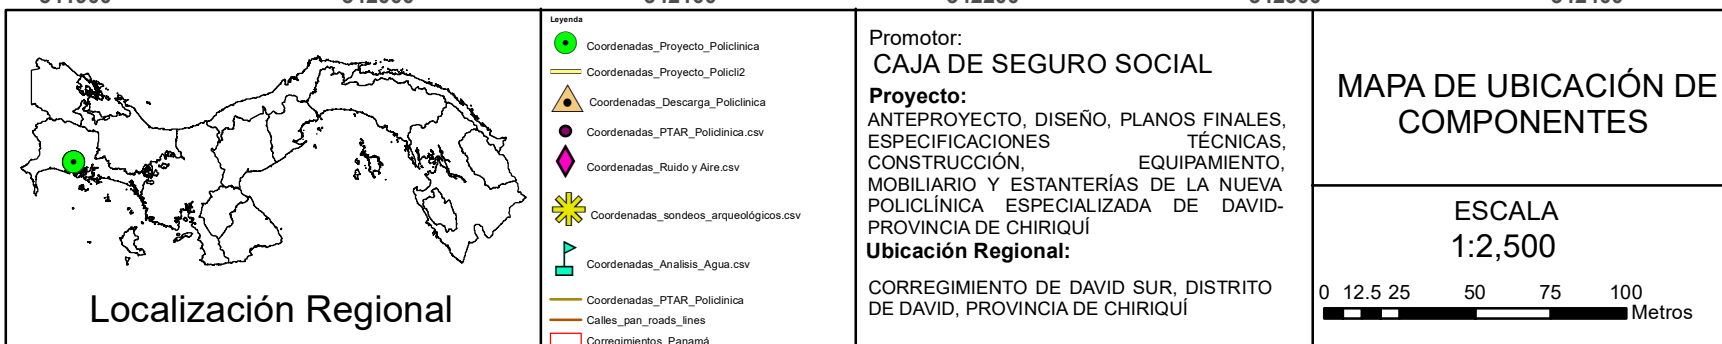 Localización Regional
Leyenda
Coordenadas_Proyecto_Policlinica
Coordenadas_Proyecto_Policli2
Coordenadas_Descarga_Policlinica
Coordenadas_PTAR_Policlinica.csv
Coordenadas_Ruido y Aire.csv
Coordenadas_sondeos_arqueológicos.csv
Coordenadas_Analisis_Agua.csv
Coordenadas_PTAR_Policlinica
Calles_pan_roads_lines
Corregimientos_Panamá
Promotor:
CAJA DE SEGURO SOCIAL
Proyecto:
ANTEPROYECTO, DISEÑO, PLANOS FINALES,
ESPECIFICACIONES TÉCNICAS,
CONSTRUCCIÓN, EQUIPAMIENTO,
MOBILIARIO Y ESTANTERÍAS DE LA NUEVA
POLICLÍNICA ESPECIALIZADA DE DAVID-
PROVINCIA DE CHIRIQUÍ
Ubicación Regional:
CORREGIMIENTO DE DAVID SUR, DISTRITO
DE DAVID, PROVINCIA DE CHIRIQUÍ
MAPA DE UBICACIÓN DE
COMPONENTES
ESCALA
1:2,500
0 12.5 25 50 75 100
Metros